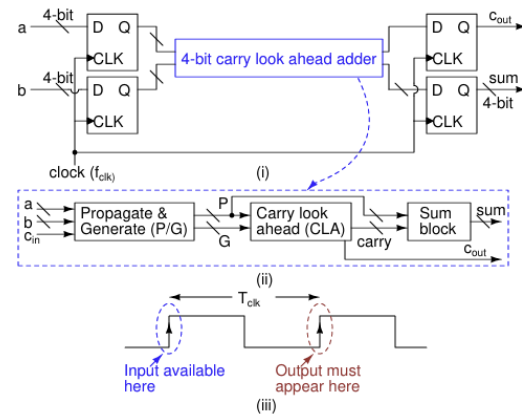 a
4-bit
D Q
CLK
b
4-bit
D Q
CLK
4-bit carry look ahead adder
D Q
CLK
c_out
D Q
CLK
sum
4-bit
clock (f_clk)
(i)
a
b
c_in
Propagate &
Generate (P/G)
P
G
Carry look
ahead (CLA)
carry
Sum
block
sum
c_out
(ii)
T_clk
Input available
here
Output must
appear here
(iii)